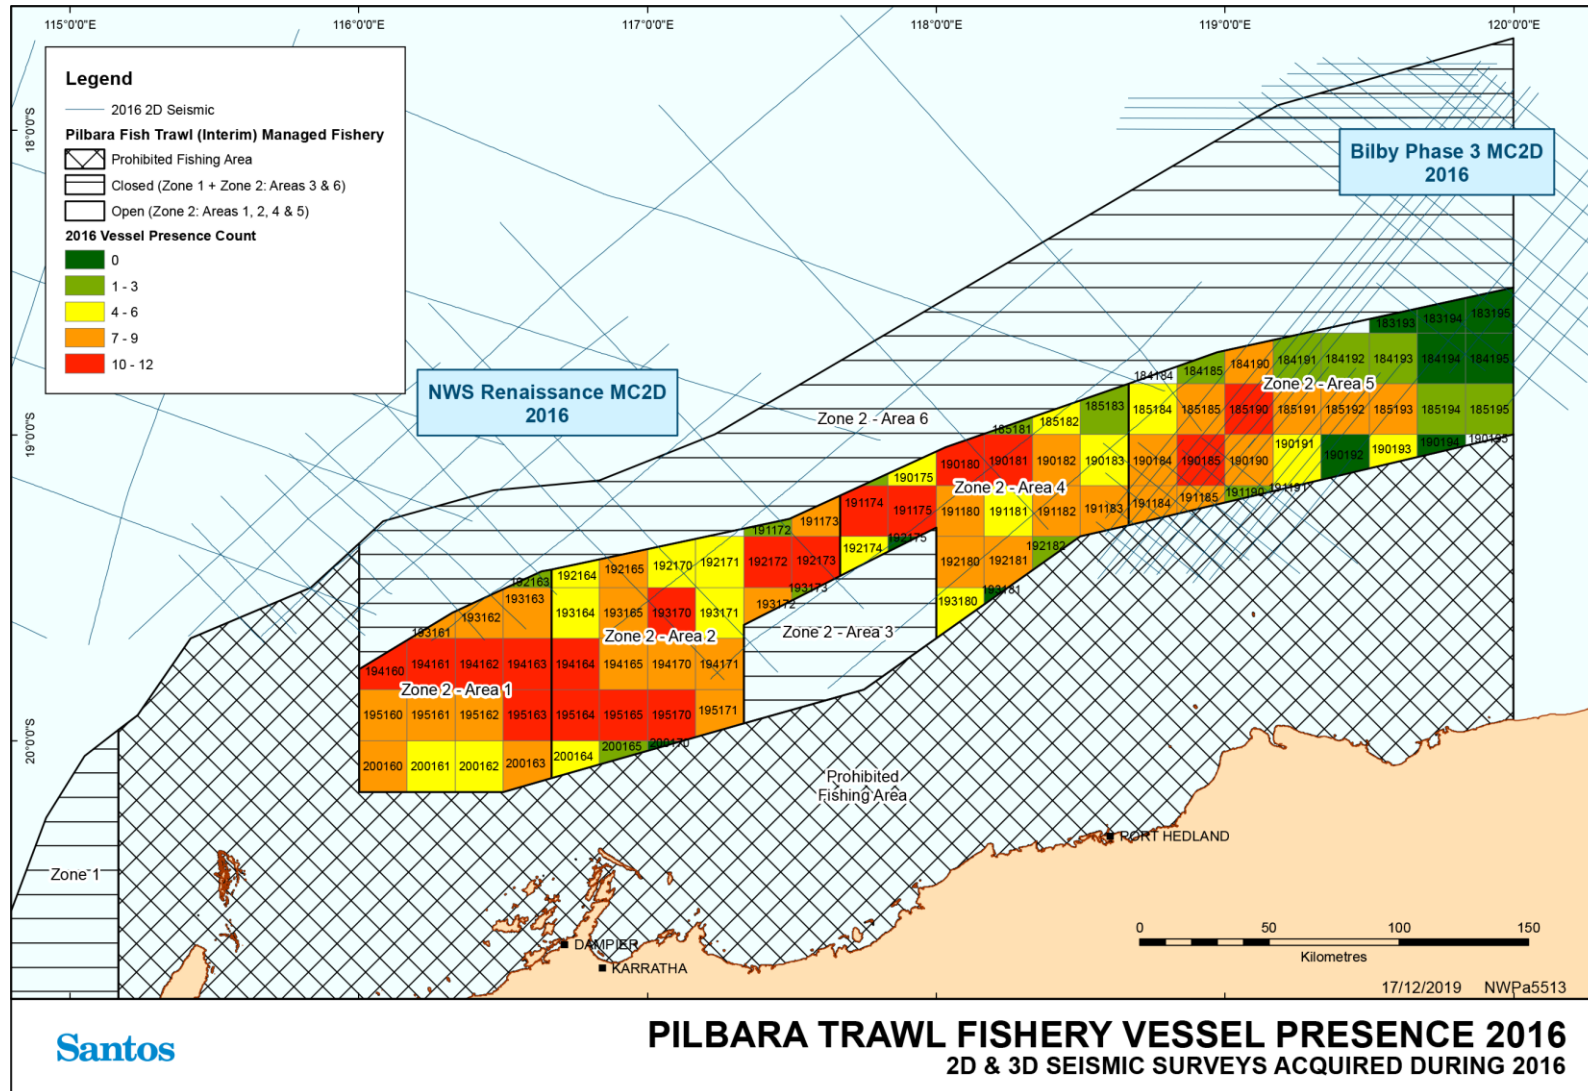 115°0'0"E
116°0'0"E
117°0'0"E
118°0'0"E
119°0'0"E
120°0'0"E
18°0'0"S
19°0'0"S
20°0'0"S
Legend
2016 2D Seismic
Pilbara Fish Trawl (Interim) Managed Fishery
Prohibited Fishing Area
Closed (Zone 1 + Zone 2: Areas 3 & 6)
Open (Zone 2: Areas 1, 2, 4 & 5)
2016 Vessel Presence Count
0
1 - 3
4 - 6
7 - 9
10 - 12
Bilby Phase 3 MC2D
2016
NWS Renaissance MC2D
2016
183193 183194 183195
184184 184185 184190 184191 184192 184193 184194 184195
Zone 2 - Area 5
Zone 2 - Area 6
185181 185182 185183 185184 185185 185190 185191 185192 185193 185194 185195
190175 190180 190181 190182 190183 190184 190185 190190 190191 190192 190193 190194 190195
Zone 2 - Area 4
191172 191173 191174 191175 191180 191181 191182 191183 191184 191185 191190 191191
192163 192164 192165 192170 192171 192172 192173 192174 192175 192180 192181 192182
193161 193162 193163 193164 193165 193170 193171 193172 193173 193180 193181
Zone 2 - Area 2
Zone 2 - Area 3
194160 194161 194162 194163 194164 194165 194170 194171
Zone 2 - Area 1
195160 195161 195162 195163 195164 195165 195170 195171
200160 200161 200162 200163 200164 200165 200170
Prohibited
Fishing Area
Zone 1
PORT HEDLAND
DAMPIER
KARRATHA
0 50 100 150
Kilometres
17/12/2019 NWPa5513
Santos
PILBARA TRAWL FISHERY VESSEL PRESENCE 2016
2D & 3D SEISMIC SURVEYS ACQUIRED DURING 2016